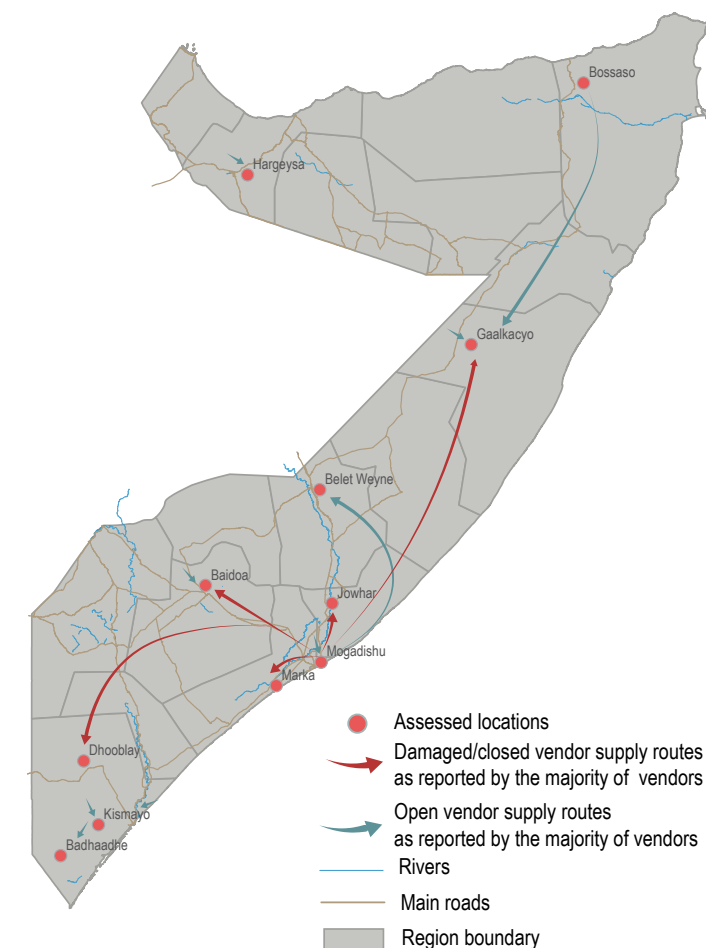 Bossaso
Hargeysa
Gaalkacyo
Belet Weyne
Baidoa
Jowhar
Mogadishu
Marka
Dhooblay
Kismayo
Badhaadhe
Assessed locations
Damaged/closed vendor supply routes
as reported by the majority of vendors
Open vendor supply routes
as reported by the majority of vendors
Rivers
Main roads
Region boundary